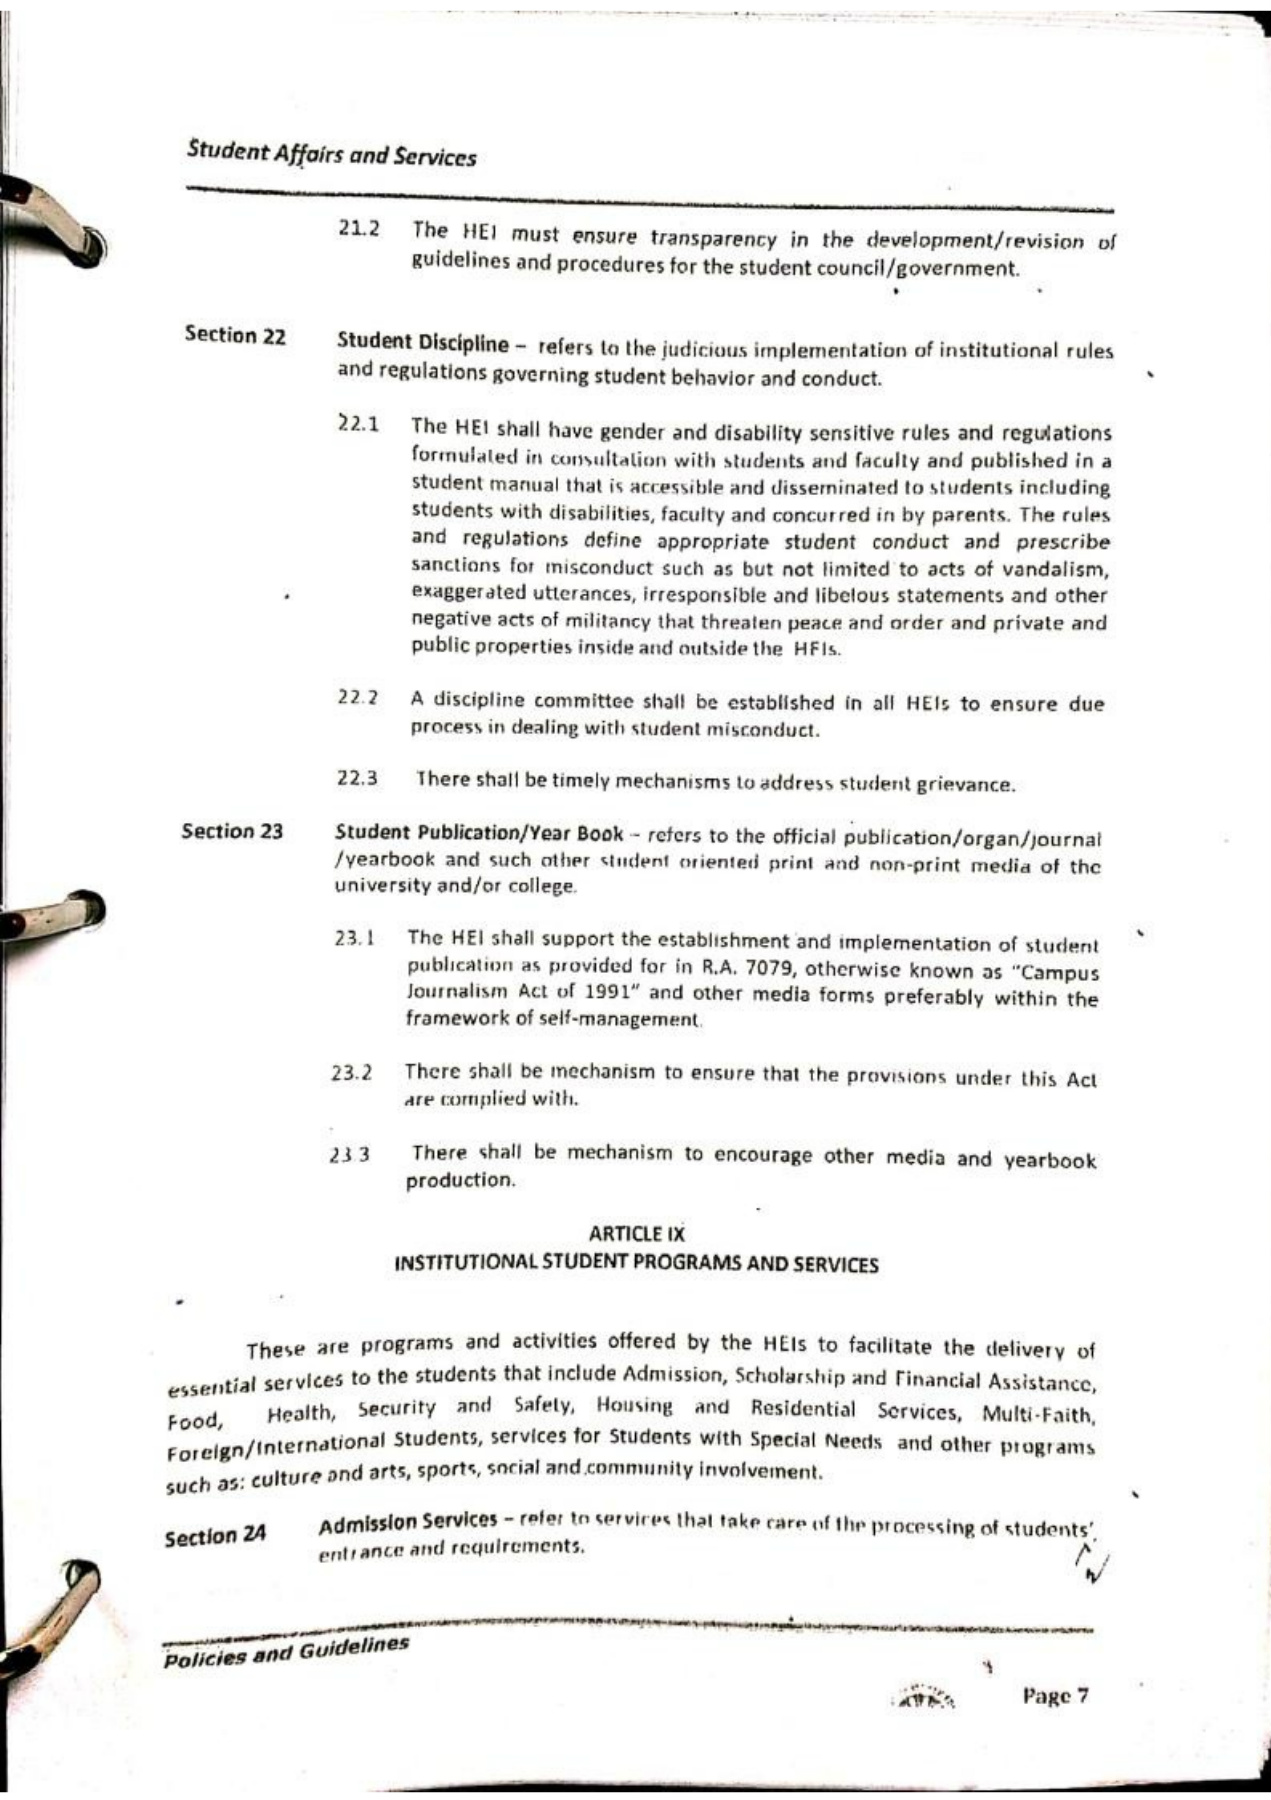 Student Affairs and Services
21.2 The HEI must ensure transparency in the development/revision of
guidelines and procedures for the student council/government.
Section 22 Student Discipline – refers to the judicious implementation of institutional rules
and regulations governing student behavior and conduct.
22.1 The HEI shall have gender and disability sensitive rules and regulations
formulated in consultation with students and faculty and published in a
student manual that is accessible and disseminated to students including
students with disabilities, faculty and concurred in by parents. The rules
and regulations define appropriate student conduct and prescribe
sanctions for misconduct such as but not limited to acts of vandalism,
exaggerated utterances, irresponsible and libelous statements and other
negative acts of militancy that threaten peace and order and private and
public properties inside and outside the HEIs.
22.2 A discipline committee shall be established in all HEIs to ensure due
process in dealing with student misconduct.
22.3 There shall be timely mechanisms to address student grievance.
Section 23 Student Publication/Year Book – refers to the official publication/organ/journal
/yearbook and such other student oriented print and non-print media of the
university and/or college.
23.1 The HEI shall support the establishment and implementation of student
publication as provided for in R.A. 7079, otherwise known as "Campus
Journalism Act of 1991" and other media forms preferably within the
framework of self-management.
23.2 There shall be mechanism to ensure that the provisions under this Act
are complied with.
23.3 There shall be mechanism to encourage other media and yearbook
production.
ARTICLE IX
INSTITUTIONAL STUDENT PROGRAMS AND SERVICES
These are programs and activities offered by the HEIs to facilitate the delivery of
essential services to the students that include Admission, Scholarship and Financial Assistance,
Food, Health, Security and Safety, Housing and Residential Services, Multi-Faith,
Foreign/International Students, services for Students with Special Needs and other programs
such as: culture and arts, sports, social and community involvement.
Section 24 Admission Services – refer to services that take care of the processing of students'
entrance and requirements.
Policies and Guidelines
Page 7